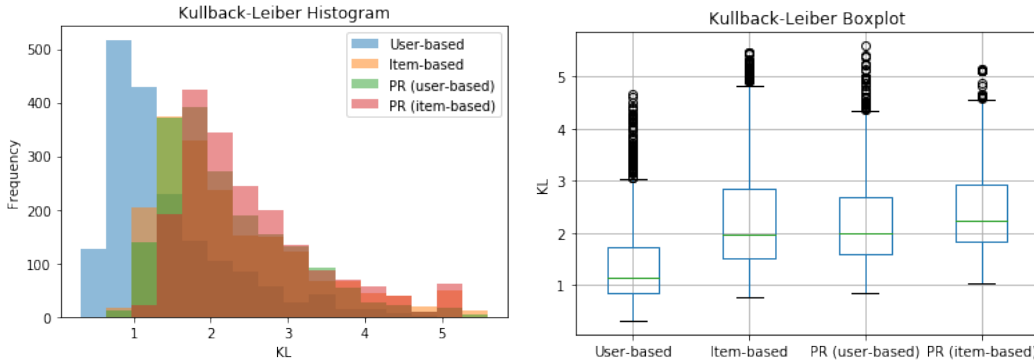 Kullback-Leiber Histogram
Frequency
500
400
300
200
100
0
User-based
Item-based
PR (user-based)
PR (item-based)
1 2 3 4 5
KL
Kullback-Leiber Boxplot
KL
5
4
3
2
1
User-based Item-based PR (user-based) PR (item-based)